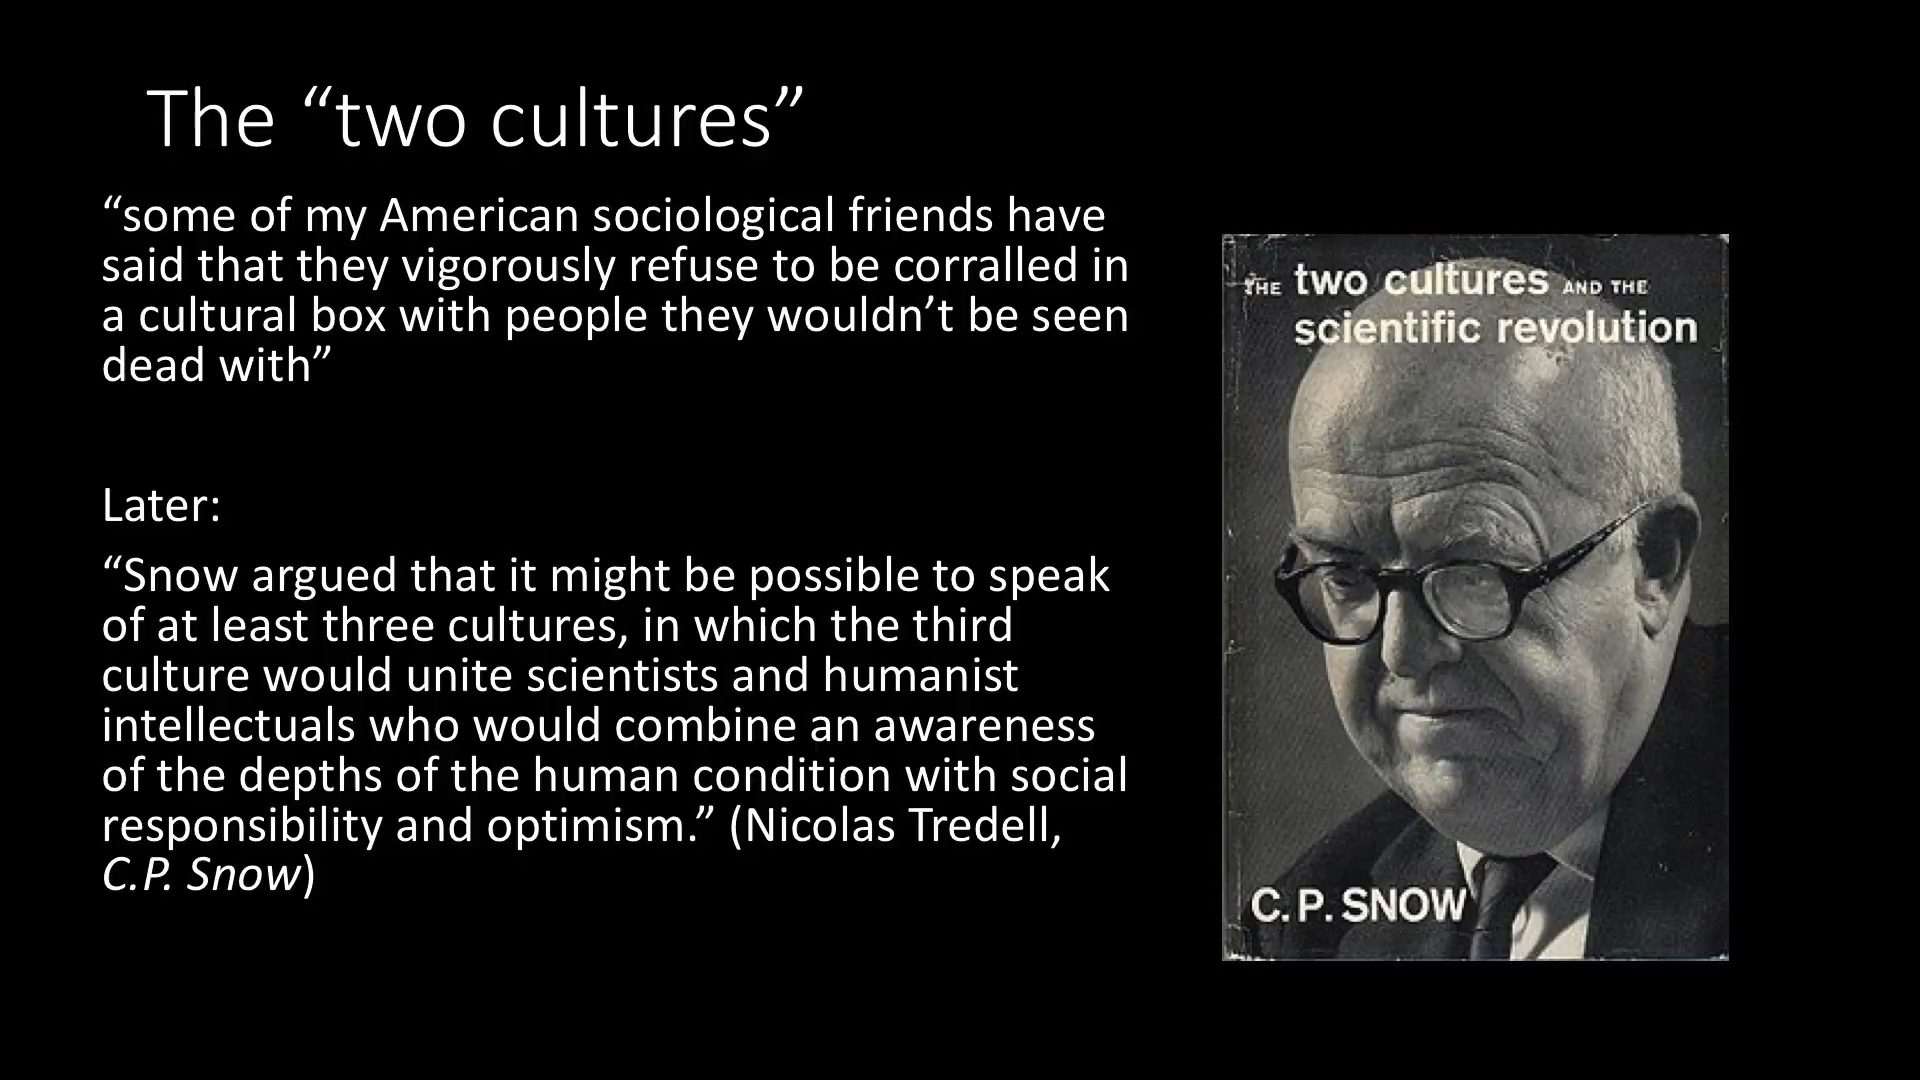 The “two cultures”
“some of my American sociological friends have
said that they vigorously refuse to be corralled in
a cultural box with people they wouldn’t be seen
dead with”
Later:
“Snow argued that it might be possible to speak
of at least three cultures, in which the third
culture would unite scientists and humanist
intellectuals who would combine an awareness
of the depths of the human condition with social
responsibility and optimism.” (Nicolas Tredell,
C.P. Snow)
THE two cultures AND THE
scientific revolution
C.P. SNOW